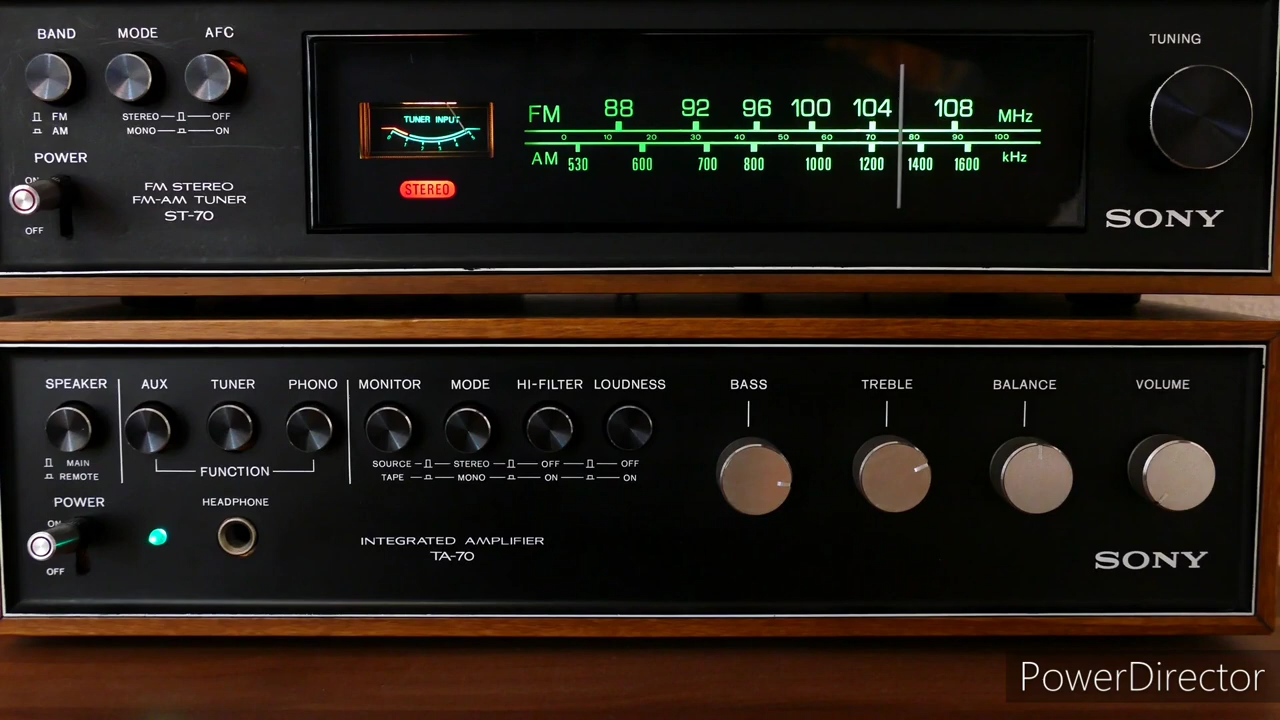 BAND MODE AFC
FM
AM
STEREO OFF
MONO ON
POWER
ON
OFF
FM STEREO
FM-AM TUNER
ST-70
TUNER INPUT
STEREO
FM 88 92 96 100 104 108 MHz
0 10 20 30 40 50 60 70 80 90 100
AM 530 600 700 800 1000 1200 1400 1600 kHz
TUNING
SONY
SPEAKER AUX TUNER PHONO MONITOR MODE HI-FILTER LOUDNESS BASS TREBLE BALANCE VOLUME
MAIN
REMOTE
FUNCTION
SOURCE STEREO OFF OFF
TAPE MONO ON ON
POWER
ON
OFF
HEADPHONE
INTEGRATED AMPLIFIER
TA-70
SONY
PowerDirector